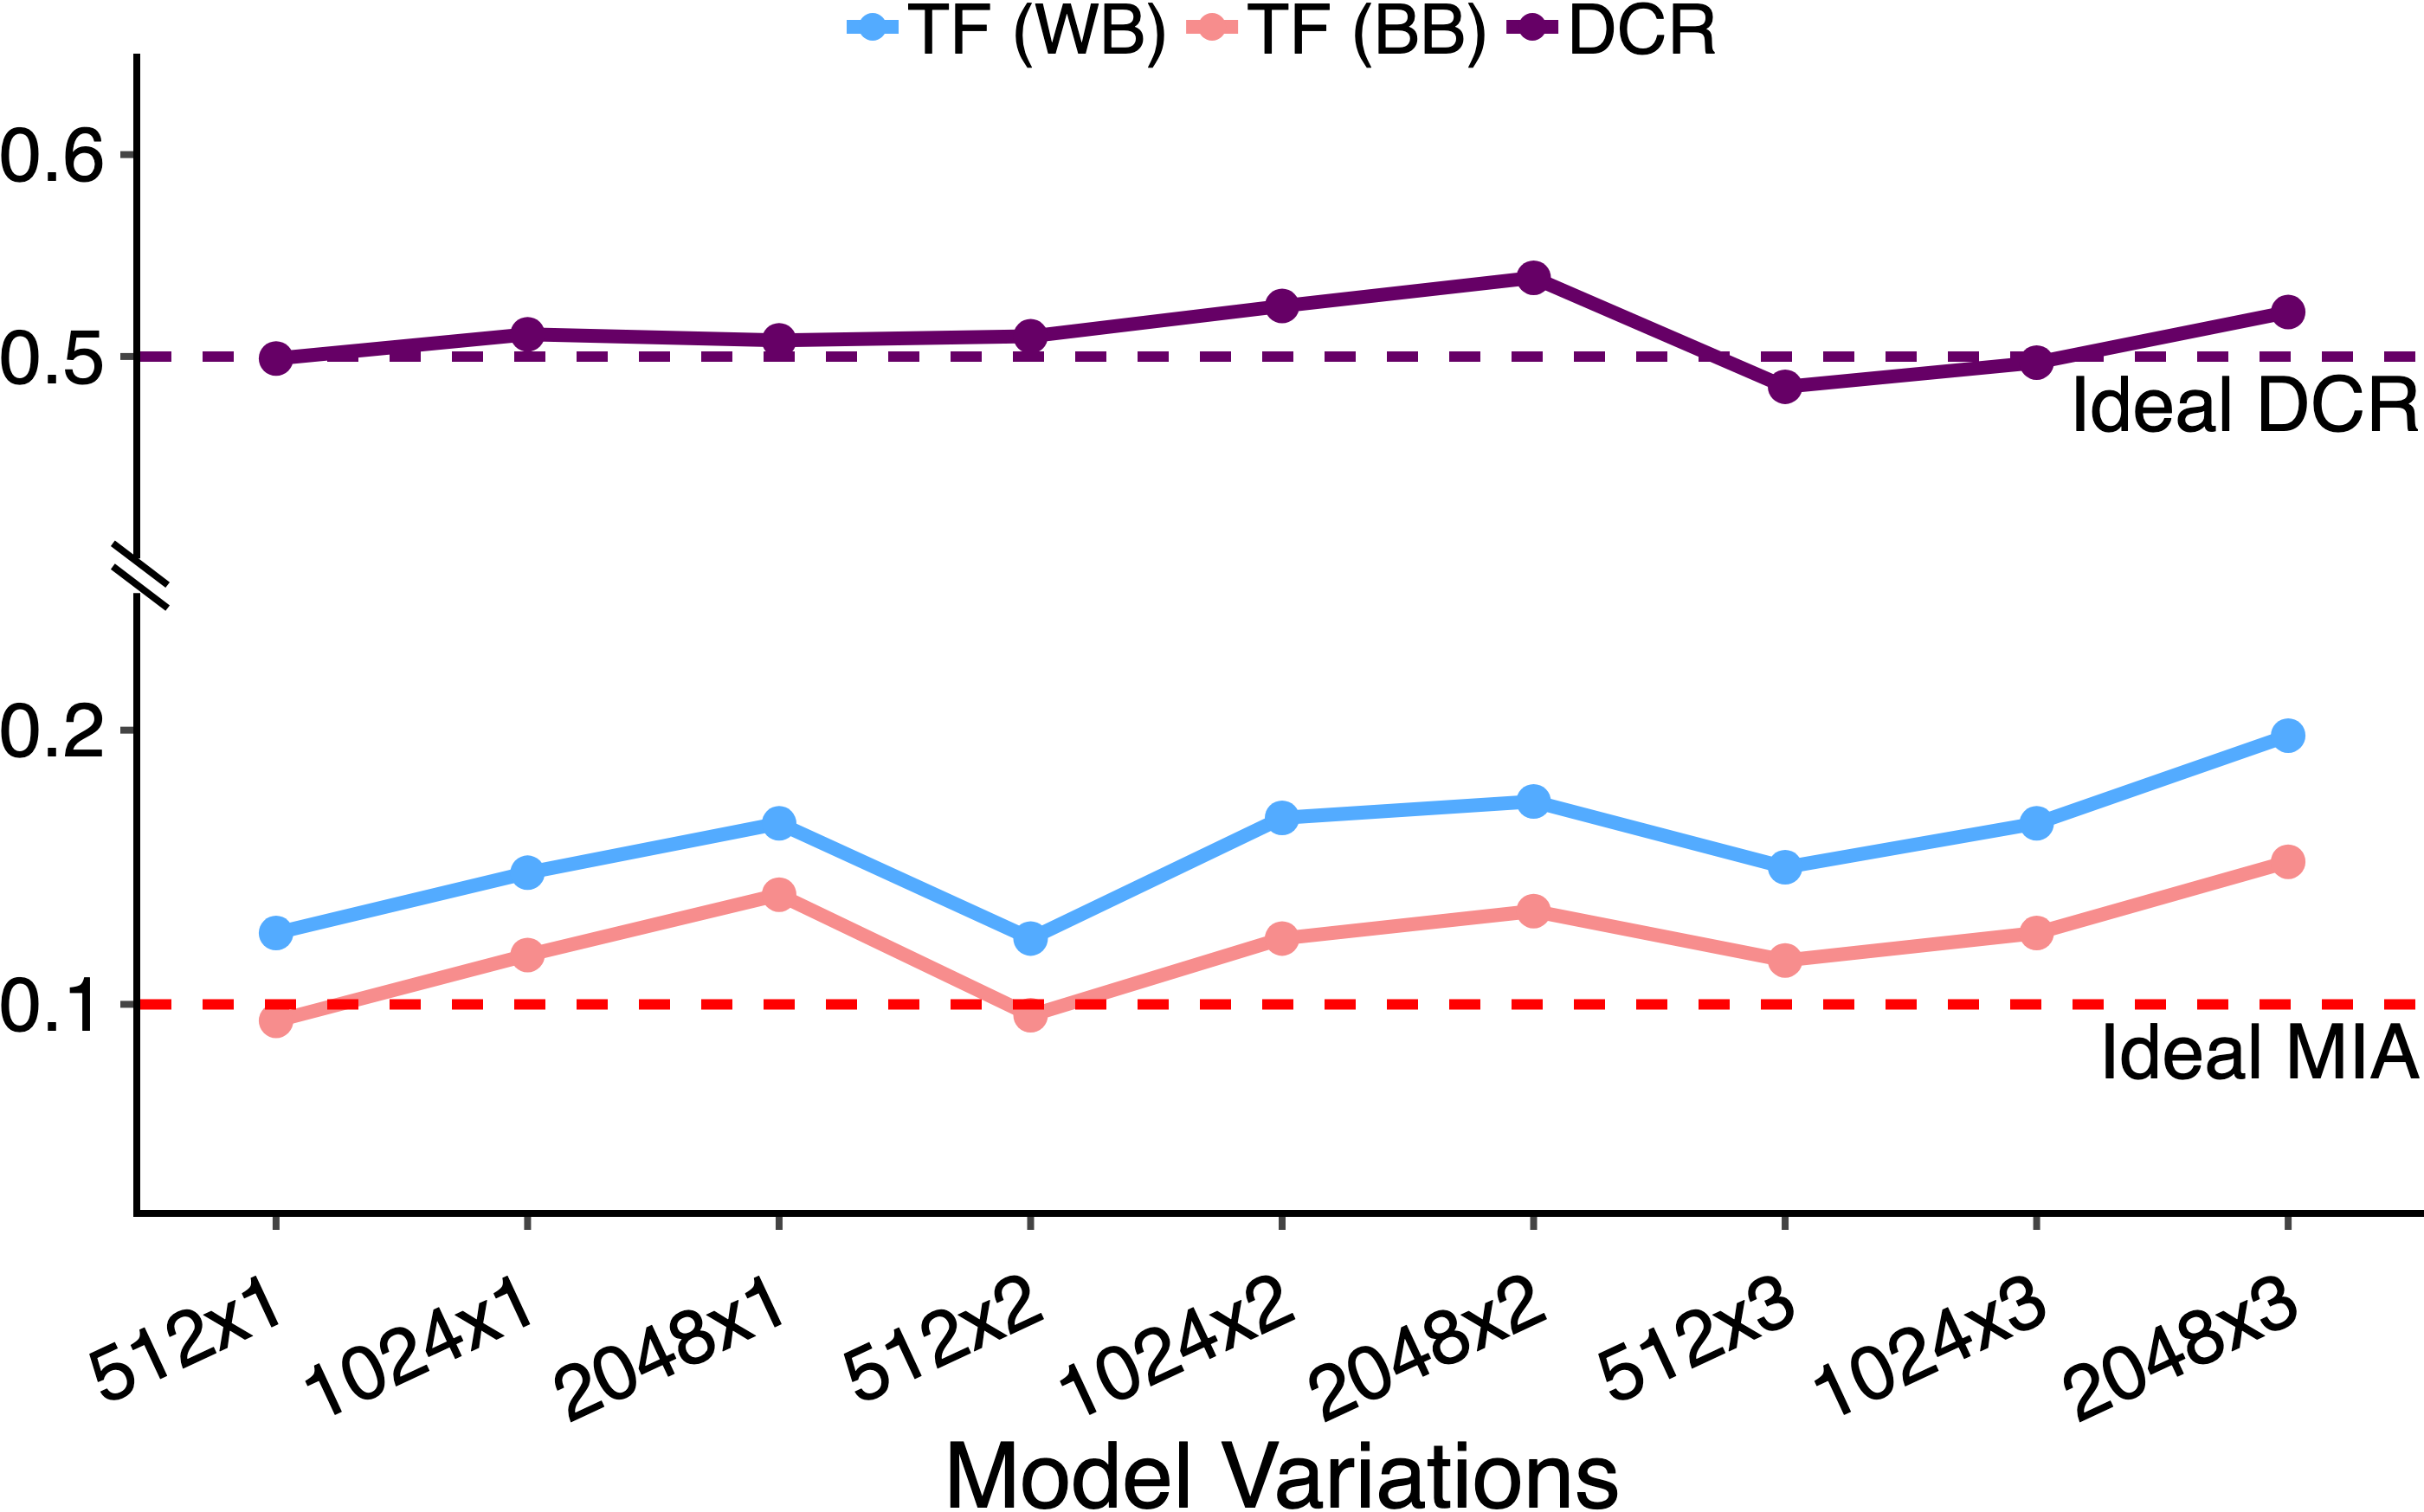 TF (WB) TF (BB) DCR
0.6
0.5
Ideal DCR
0.2
0.1
Ideal MIA
512x1 1024x1 2048x1 512x2 1024x2 2048x2 512x3 1024x3 2048x3
Model Variations